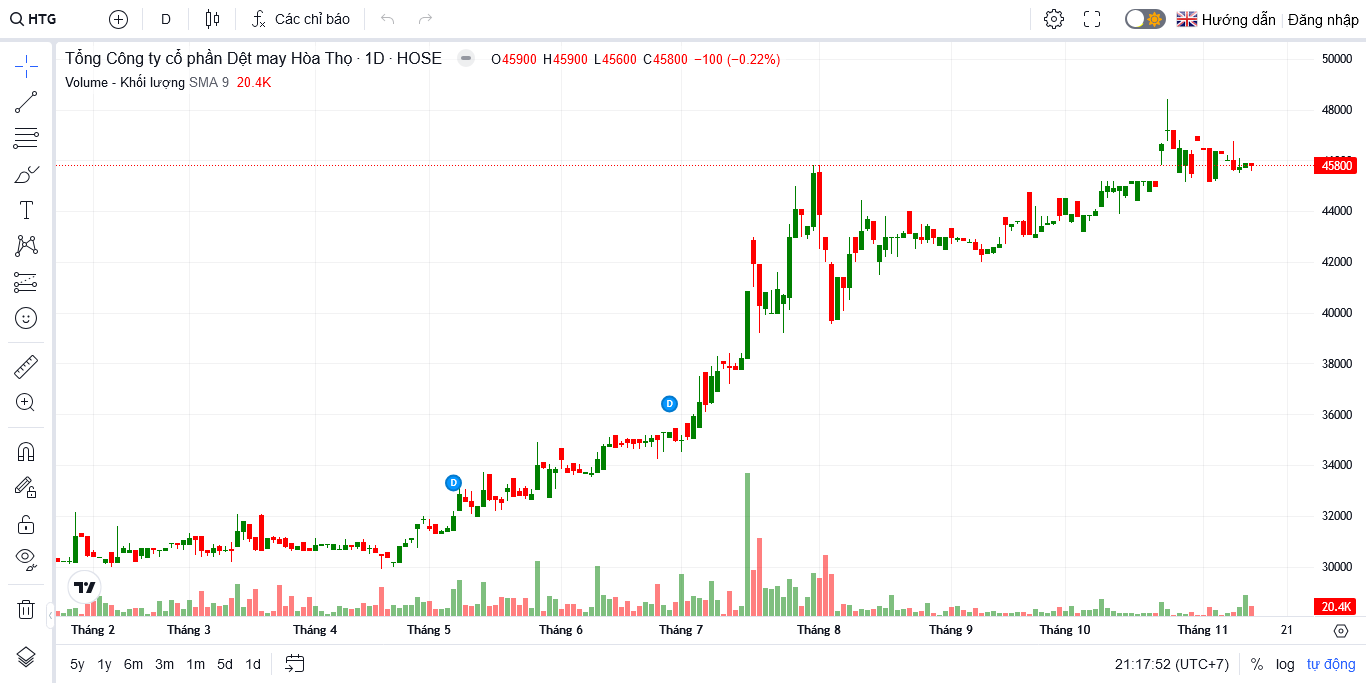 HTG
D
Các chỉ báo
Hướng dẫn
Đăng nhập
Tổng Công ty cổ phần Dệt may Hòa Thọ · 1D · HOSE
O45900 H45900 L45600 C45800 −100 (−0.22%)
Volume - Khối lượng SMA 9 20.4K
50000
48000
45800
44000
42000
40000
38000
36000
34000
32000
30000
20.4K
D
D
Tháng 2 Tháng 3 Tháng 4 Tháng 5 Tháng 6 Tháng 7 Tháng 8 Tháng 9 Tháng 10 Tháng 11 21
5y 1y 6m 3m 1m 5d 1d
21:17:52 (UTC+7)
% log tự động